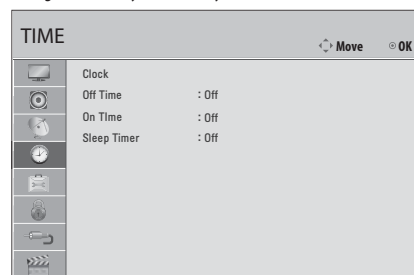 TIME
Move OK
Clock
Off Time : Off
On TIme : Off
Sleep Timer : Off